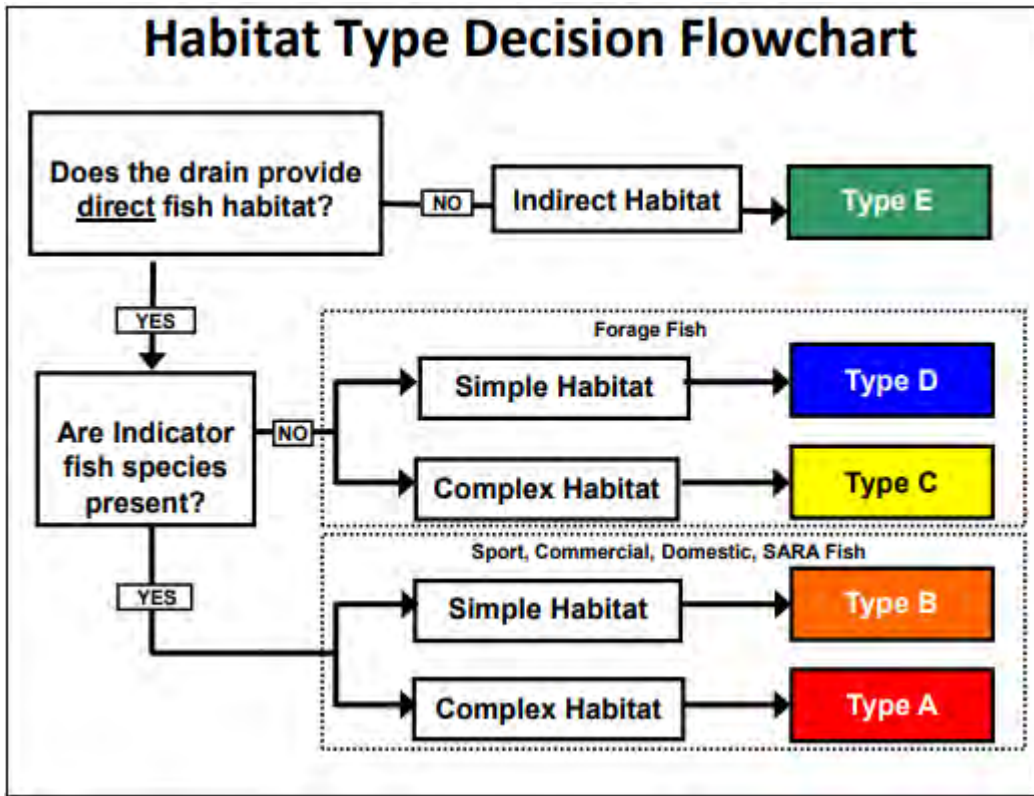 Habitat Type Decision Flowchart
Does the drain provide
direct fish habitat?
NO
Indirect Habitat
Type E
YES
Forage Fish
Simple Habitat
Type D
Are Indicator
fish species
present?
NO
Complex Habitat
Type C
Sport, Commercial, Domestic, SARA Fish
YES
Simple Habitat
Type B
Complex Habitat
Type A